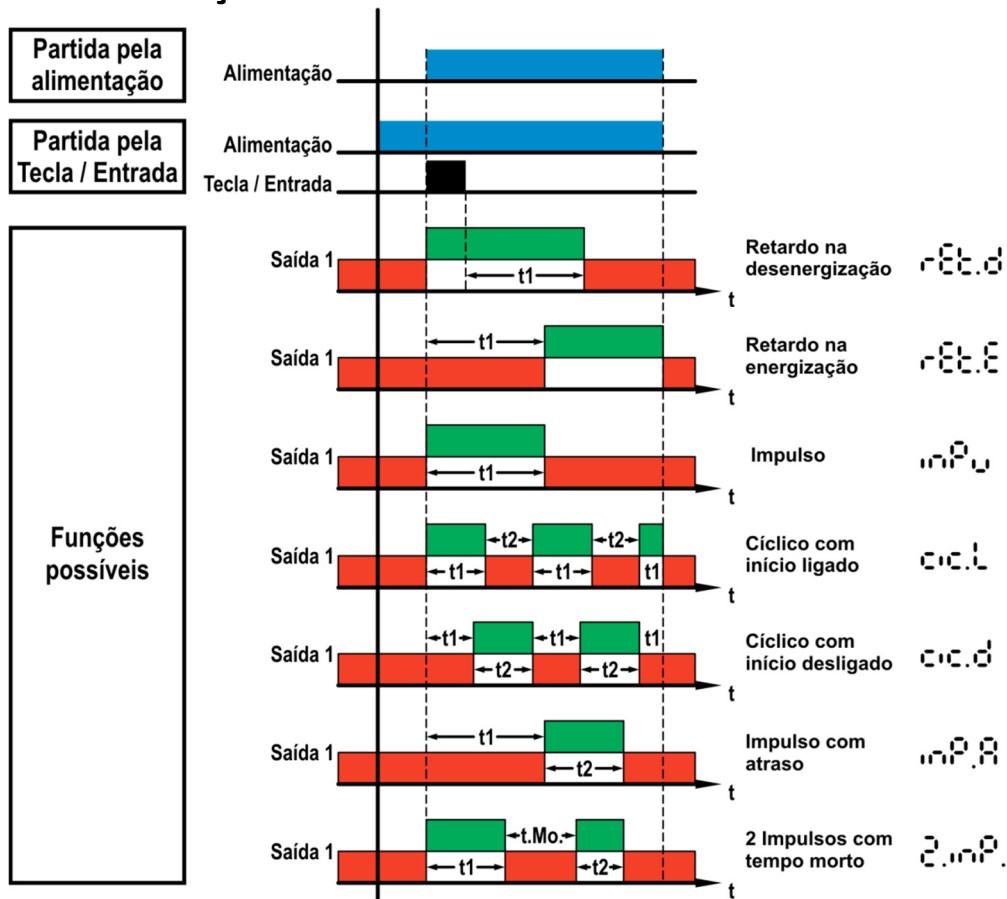 Partida pela
alimentação
Alimentação
Partida pela
Tecla / Entrada
Alimentação
Tecla / Entrada
Funções
possíveis
Saída 1
t1
t
Retardo na
desenergização
rEt.d
Saída 1
t1
t
Retardo na
energização
rEt.E
Saída 1
t1
t
Impulso
inPu
Saída 1
t2 t2
t1 t1 t1
t
Cíclico com
início ligado
cic.L
Saída 1
t1 t1 t1
t2 t2
t
Cíclico com
início desligado
cic.d
Saída 1
t1
t2
t
Impulso com
atraso
inP.A
Saída 1
t.Mo.
t1 t2
t
2 Impulsos com
tempo morto
2.inP.